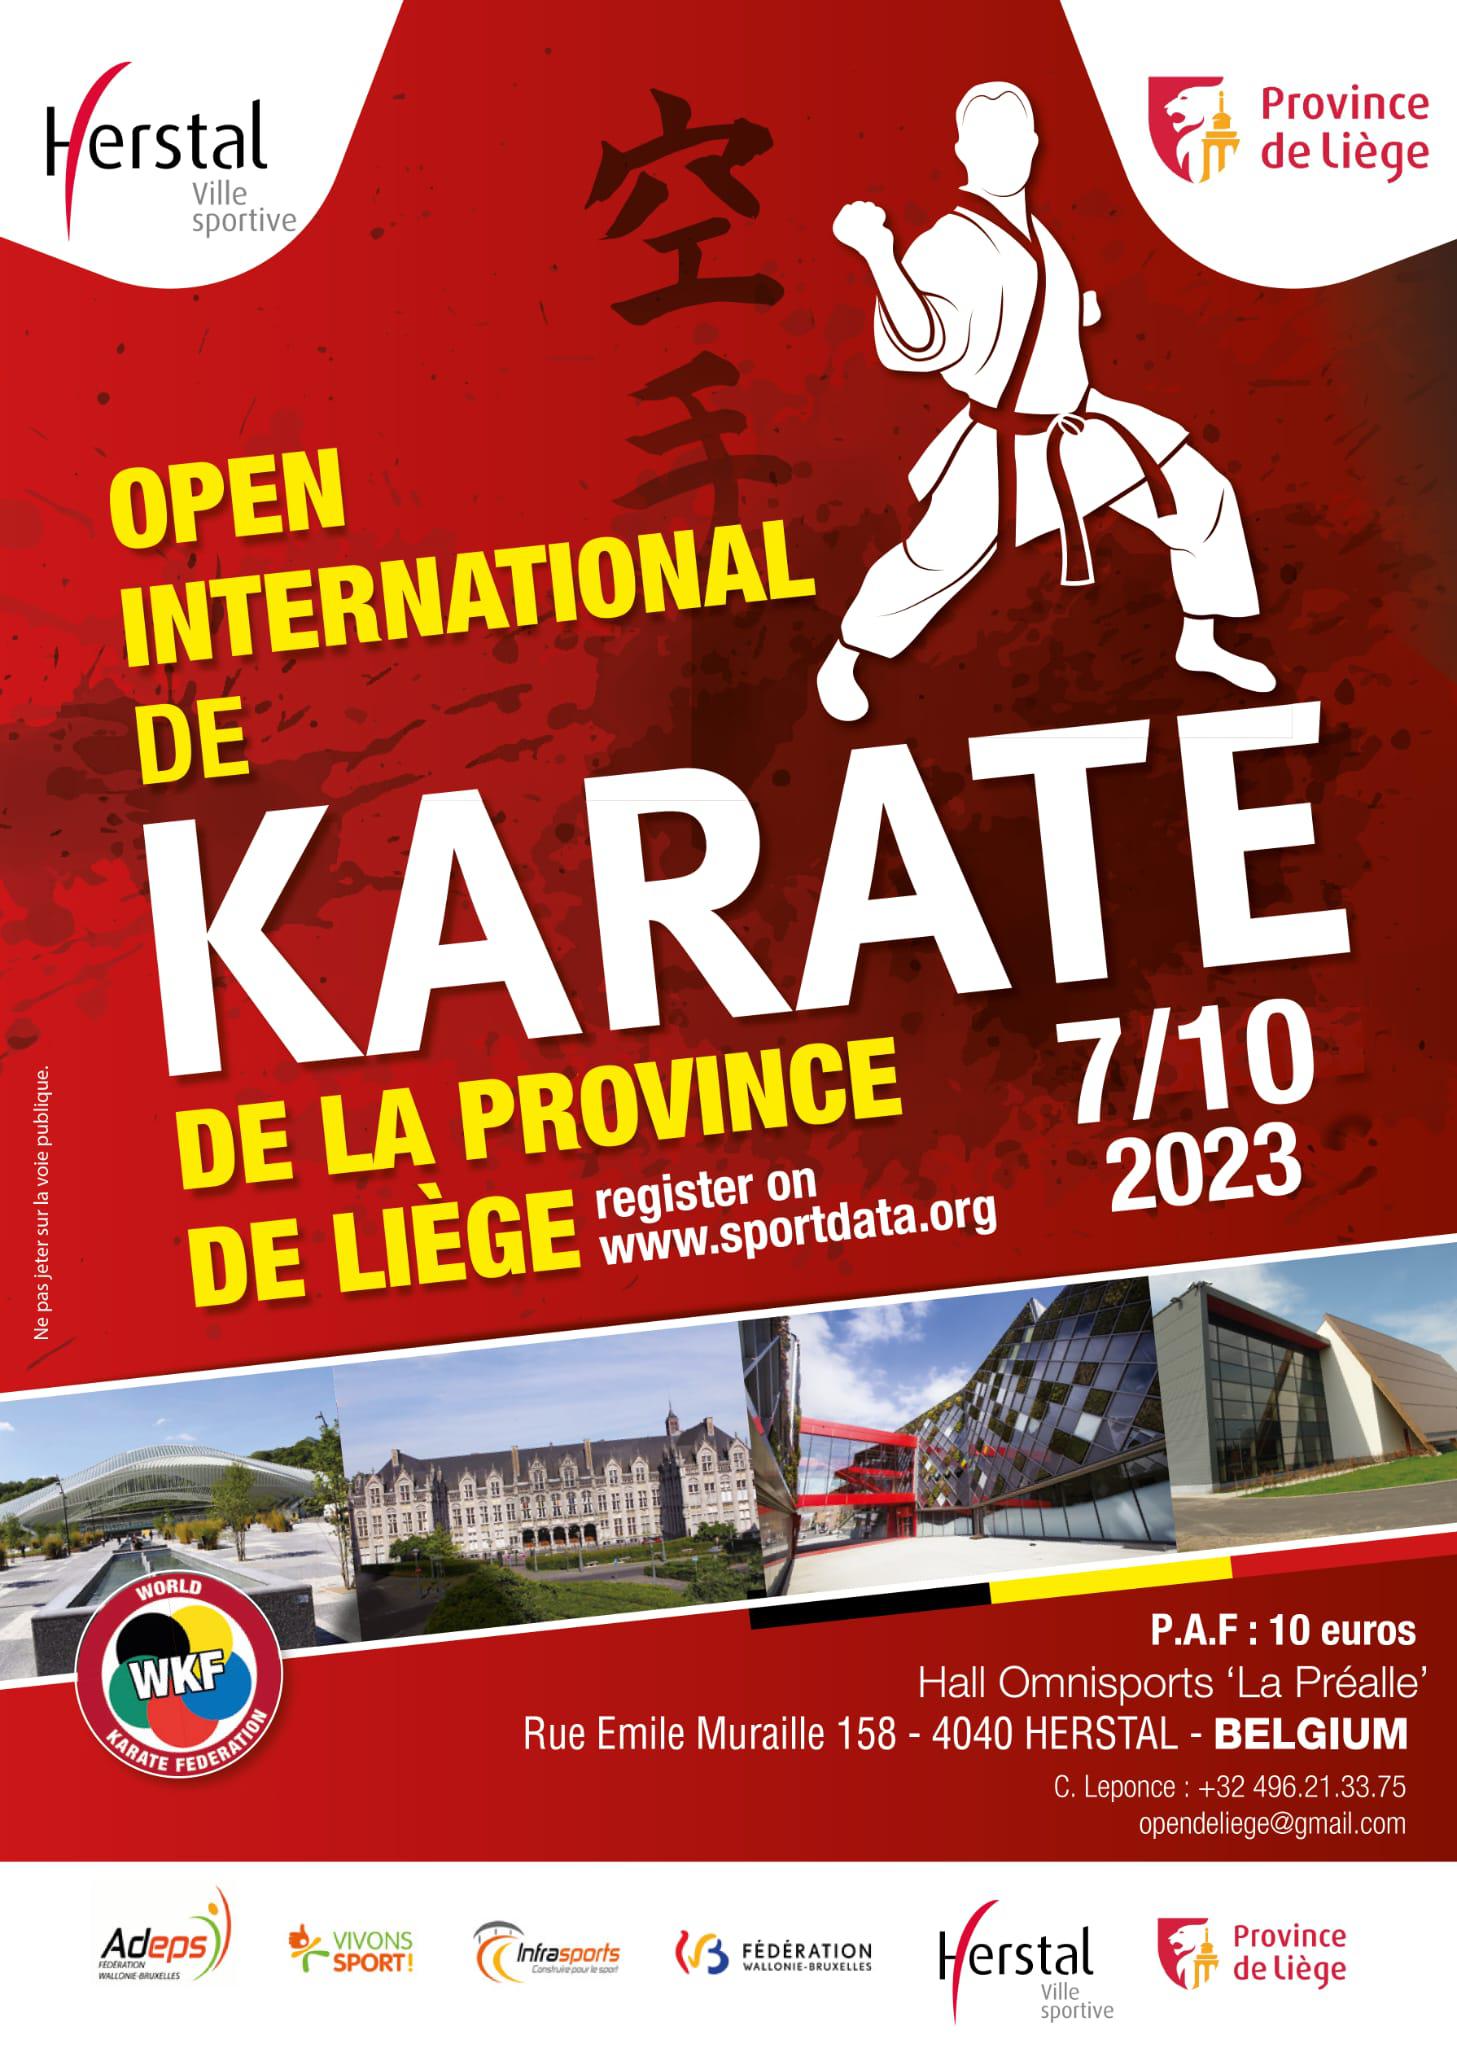 Herstal
Ville
sportive
Province
de Liège
空
手
OPEN
INTERNATIONAL
DE
KARATE
DE LA PROVINCE
DE LIÈGE
register on
www.sportdata.org
7/10
2023
Ne pas jeter sur la voie publique.
WORLD
WKF
KARATE FEDERATION
P.A.F : 10 euros
Hall Omnisports ‘La Préalle’
Rue Emile Muraille 158 - 4040 HERSTAL - BELGIUM
C. Leponce : +32 496.21.33.75
opendeliege@gmail.com
Adeps
FÉDÉRATION
WALLONIE-BRUXELLES
VIVONS
SPORT!
Infrasports
Construire pour le sport
FÉDÉRATION
WALLONIE-BRUXELLES
Herstal
Ville
sportive
Province
de Liège